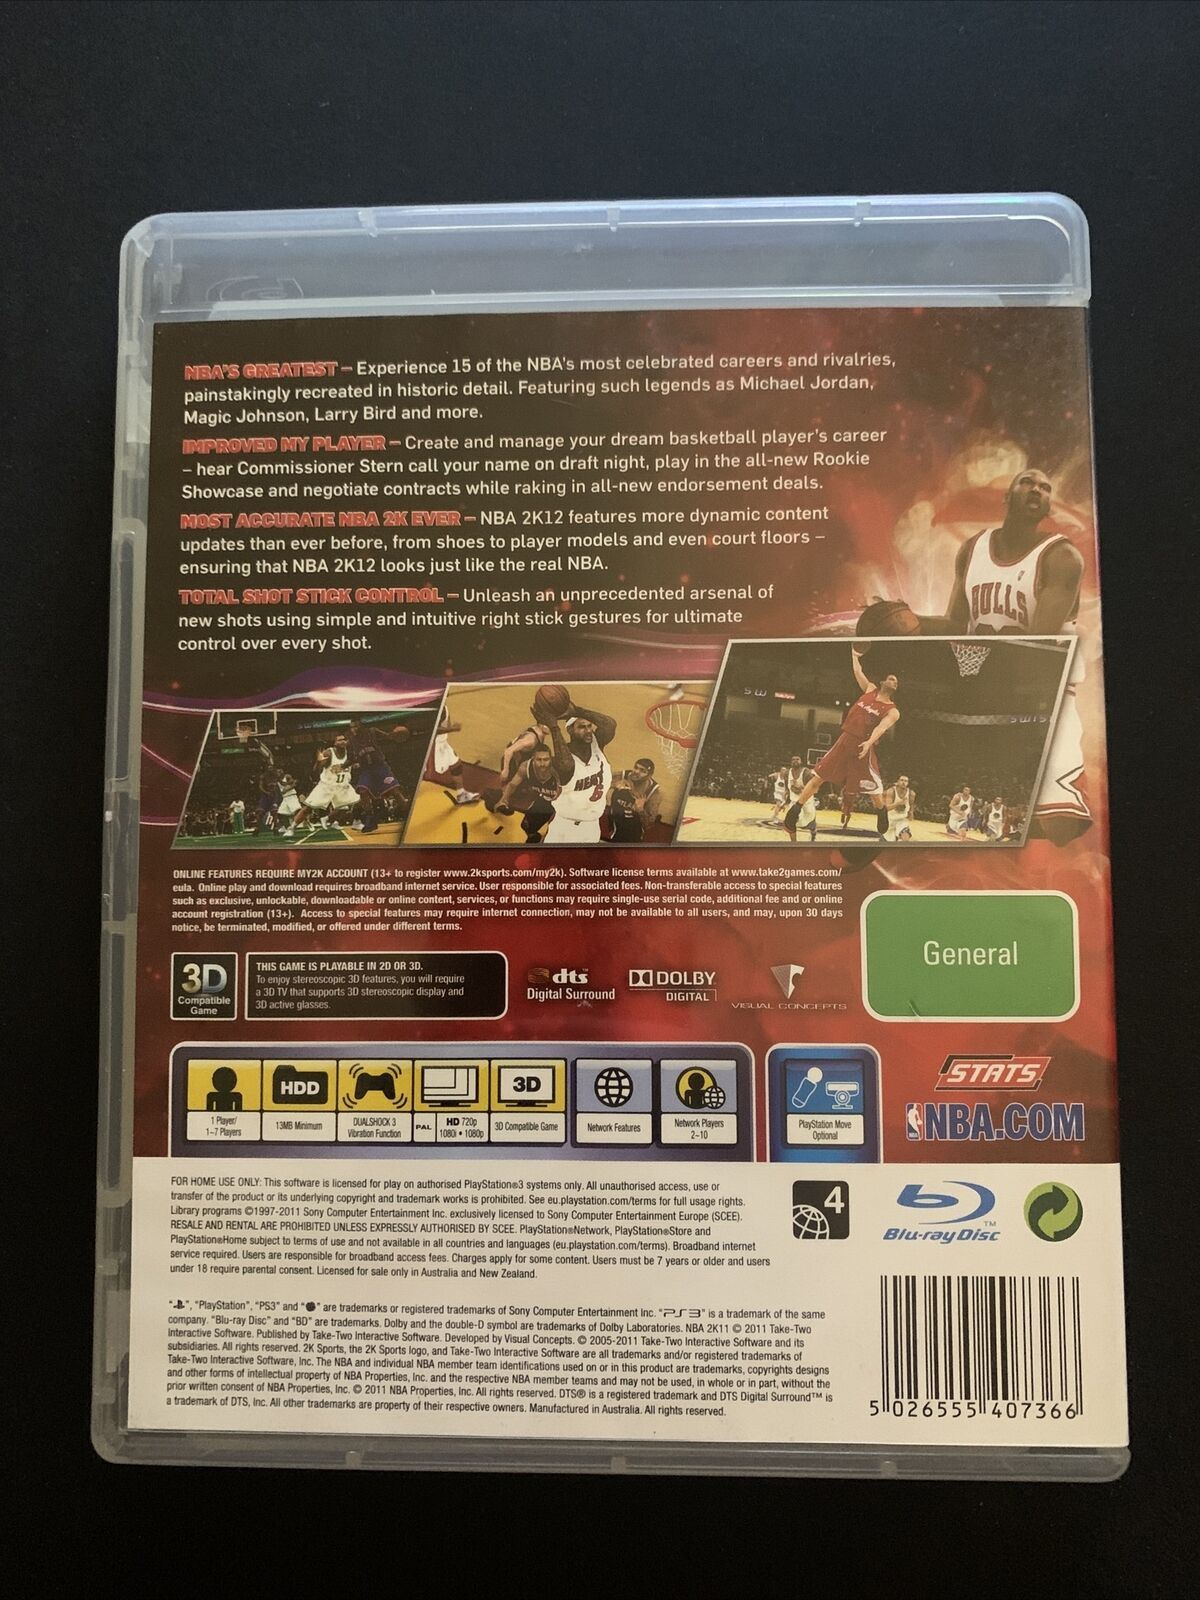 NBA'S GREATEST – Experience 15 of the NBA's most celebrated careers and rivalries,
painstakingly recreated in historic detail. Featuring such legends as Michael Jordan,
Magic Johnson, Larry Bird and more.
IMPROVED MY PLAYER – Create and manage your dream basketball player's career
– hear Commissioner Stern call your name on draft night, play in the all-new Rookie
Showcase and negotiate contracts while raking in all-new endorsement deals.
MOST ACCURATE NBA 2K EVER – NBA 2K12 features more dynamic content
updates than ever before, from shoes to player models and even court floors –
ensuring that NBA 2K12 looks just like the real NBA.
TOTAL SHOT STICK CONTROL – Unleash an unprecedented arsenal of
new shots using simple and intuitive right stick gestures for ultimate
control over every shot.
BULLS
HEAT
6
11
Los Angeles
ONLINE FEATURES REQUIRE MY2K ACCOUNT (13+ to register www.2ksports.com/my2k). Software license terms available at www.take2games.com/
eula. Online play and download requires broadband internet service. User responsible for associated fees. Non-transferable access to special features
such as exclusive, unlockable, downloadable or online content, services, or functions may require single-use serial code, additional fee and or online
account registration (13+). Access to special features may require internet connection, may not be available to all users, and may, upon 30 days
notice, be terminated, modified, or offered under different terms.
General
3D
Compatible
Game
THIS GAME IS PLAYABLE IN 2D OR 3D.
To enjoy stereoscopic 3D features, you will require
a 3D TV that supports 3D stereoscopic display and
3D active glasses.
dts
Digital Surround
DOLBY
DIGITAL
VISUAL CONCEPTS
1 Player/
1–7 Players
HDD
13MB Minimum
DUALSHOCK 3
Vibration Function
PAL
HD 720p
1080i • 1080p
3D
3D Compatible Game
Network Features
Network Players
2–10
PlayStation Move
Optional
STATS
NBA.COM
FOR HOME USE ONLY: This software is licensed for play on authorised PlayStation®3 systems only. All unauthorised access, use or
transfer of the product or its underlying copyright and trademark works is prohibited. See eu.playstation.com/terms for full usage rights.
Library programs ©1997-2011 Sony Computer Entertainment Inc. exclusively licensed to Sony Computer Entertainment Europe (SCEE).
RESALE AND RENTAL ARE PROHIBITED UNLESS EXPRESSLY AUTHORISED BY SCEE. PlayStation®Network, PlayStation®Store and
PlayStation®Home subject to terms of use and not available in all countries and languages (eu.playstation.com/terms). Broadband internet
service required. Users are responsible for broadband access fees. Charges apply for some content. Users must be 7 years or older and users
under 18 require parental consent. Licensed for sale only in Australia and New Zealand.
4
Blu-ray Disc™
" ", "PlayStation", "PS3" and " " are trademarks or registered trademarks of Sony Computer Entertainment Inc. "PS3" is a trademark of the same
company. "Blu-ray Disc" and "BD" are trademarks. Dolby and the double-D symbol are trademarks of Dolby Laboratories. NBA 2K11 © 2011 Take-Two
Interactive Software. Published by Take-Two Interactive Software. Developed by Visual Concepts. © 2005-2011 Take-Two Interactive Software and its
subsidiaries. All rights reserved. 2K Sports, the 2K Sports logo, and Take-Two Interactive Software are all trademarks and/or registered trademarks of
Take-Two Interactive Software, Inc. The NBA and individual NBA member team identifications used on or in this product are trademarks, copyrights designs
and other forms of intellectual property of NBA Properties, Inc. and the respective NBA member teams and may not be used, in whole or in part, without the
prior written consent of NBA Properties, Inc. © 2011 NBA Properties, Inc. All rights reserved. DTS® is a registered trademark and DTS Digital Surround™ is
a trademark of DTS, Inc. All other trademarks are property of their respective owners. Manufactured in Australia. All rights reserved.
5 026555 407366